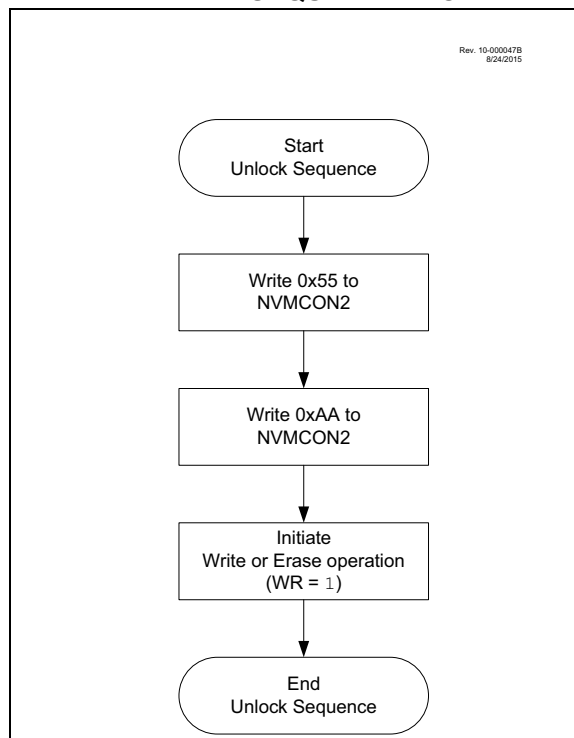 Rev. 10-000047B
8/24/2015
Start
Unlock Sequence
Write 0x55 to
NVMCON2
Write 0xAA to
NVMCON2
Initiate
Write or Erase operation
(WR = 1)
End
Unlock Sequence